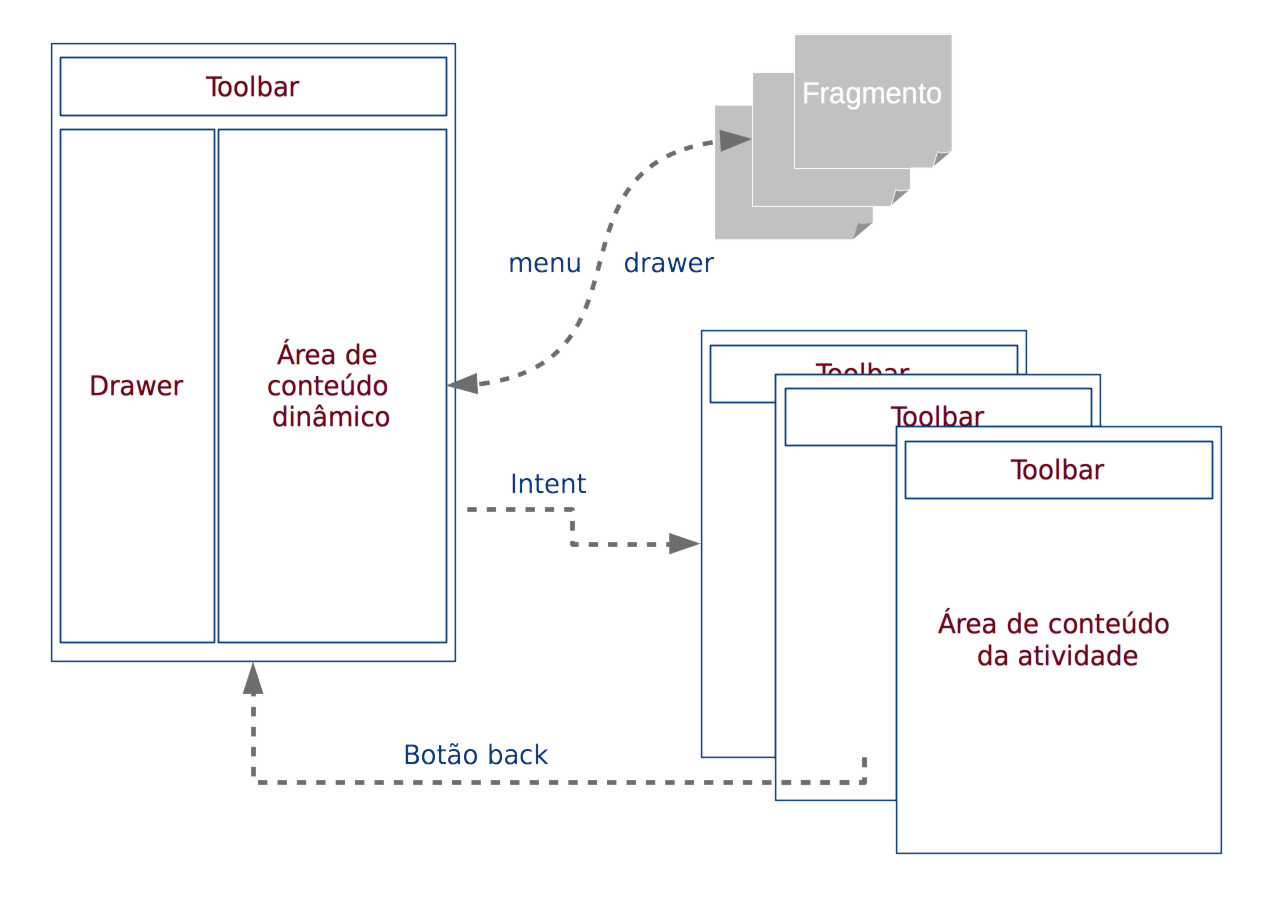 Toolbar
Fragmento
menu drawer
Drawer
Área de
conteúdo
dinâmico
Toolbar
Toolbar
Toolbar
Intent
Área de conteúdo
da atividade
Botão back